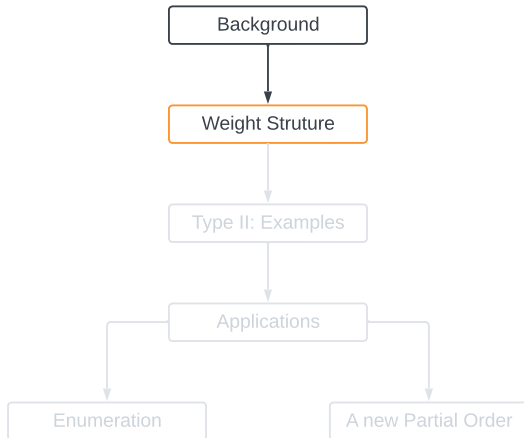 Background
Weight Struture
Type II: Examples
Applications
Enumeration
A new Partial Order